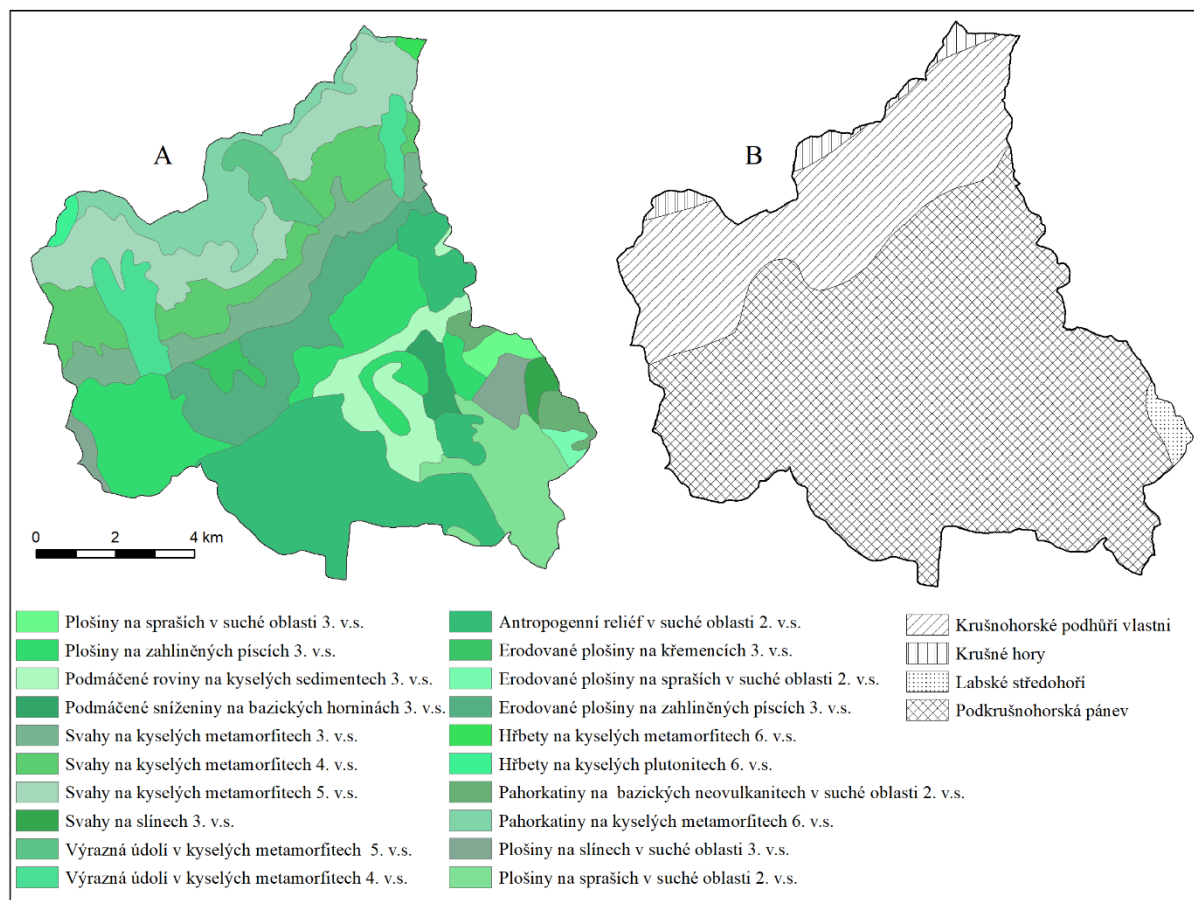 A
B
0 2 4 km
Plošiny na spraších v suché oblasti 3. v.s.
Plošiny na zahliněných píscích 3. v.s.
Podmáčené roviny na kyselých sedimentech 3. v.s.
Podmáčené sníženiny na bazických horninách 3. v.s.
Svahy na kyselých metamorfitech 3. v.s.
Svahy na kyselých metamorfitech 4. v.s.
Svahy na kyselých metamorfitech 5. v.s.
Svahy na slínech 3. v.s.
Výrazná údolí v kyselých metamorfitech 5. v.s.
Výrazná údolí v kyselých metamorfitech 4. v.s.
Antropogenní reliéf v suché oblasti 2. v.s.
Erodované plošiny na křemencích 3. v.s.
Erodované plošiny na spraších v suché oblasti 2. v.s.
Erodované plošiny na zahliněných píscích 3. v.s.
Hřbety na kyselých metamorfitech 6. v.s.
Hřbety na kyselých plutonitech 6. v.s.
Pahorkatiny na bazických neovulkanitech v suché oblasti 2. v.s.
Pahorkatiny na kyselých metamorfitech 6. v.s.
Plošiny na slínech v suché oblasti 3. v.s.
Plošiny na spraších v suché oblasti 2. v.s.
Krušnohorské podhůří vlastni
Krušné hory
Labské středohoří
Podkrušnohorská pánev